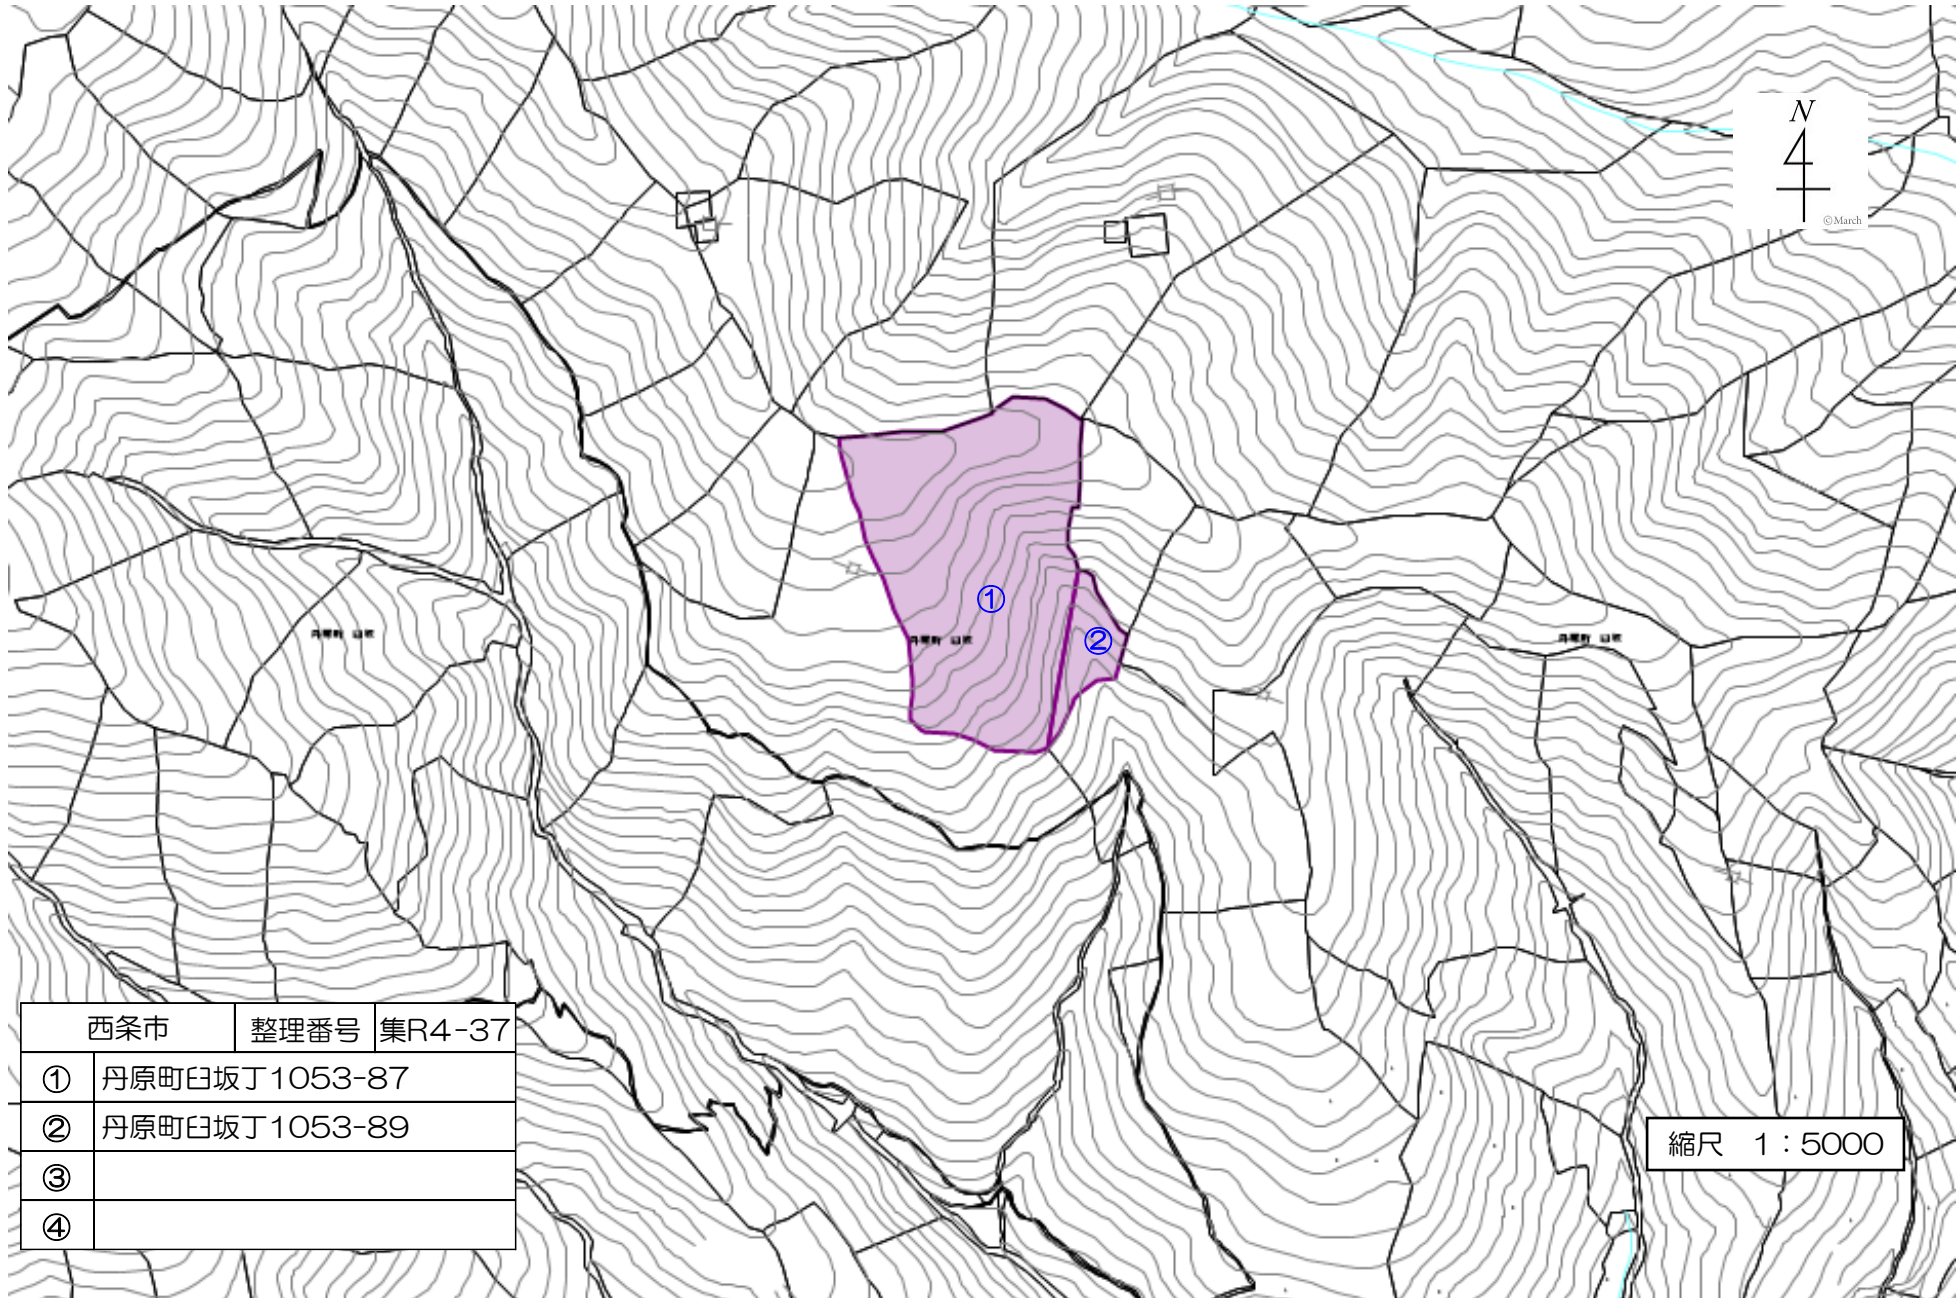 N
©March
①
②
西条市 整理番号 集R4-37
① 丹原町臼坂丁1053-87
② 丹原町臼坂丁1053-89
③
④
縮尺 1：5000